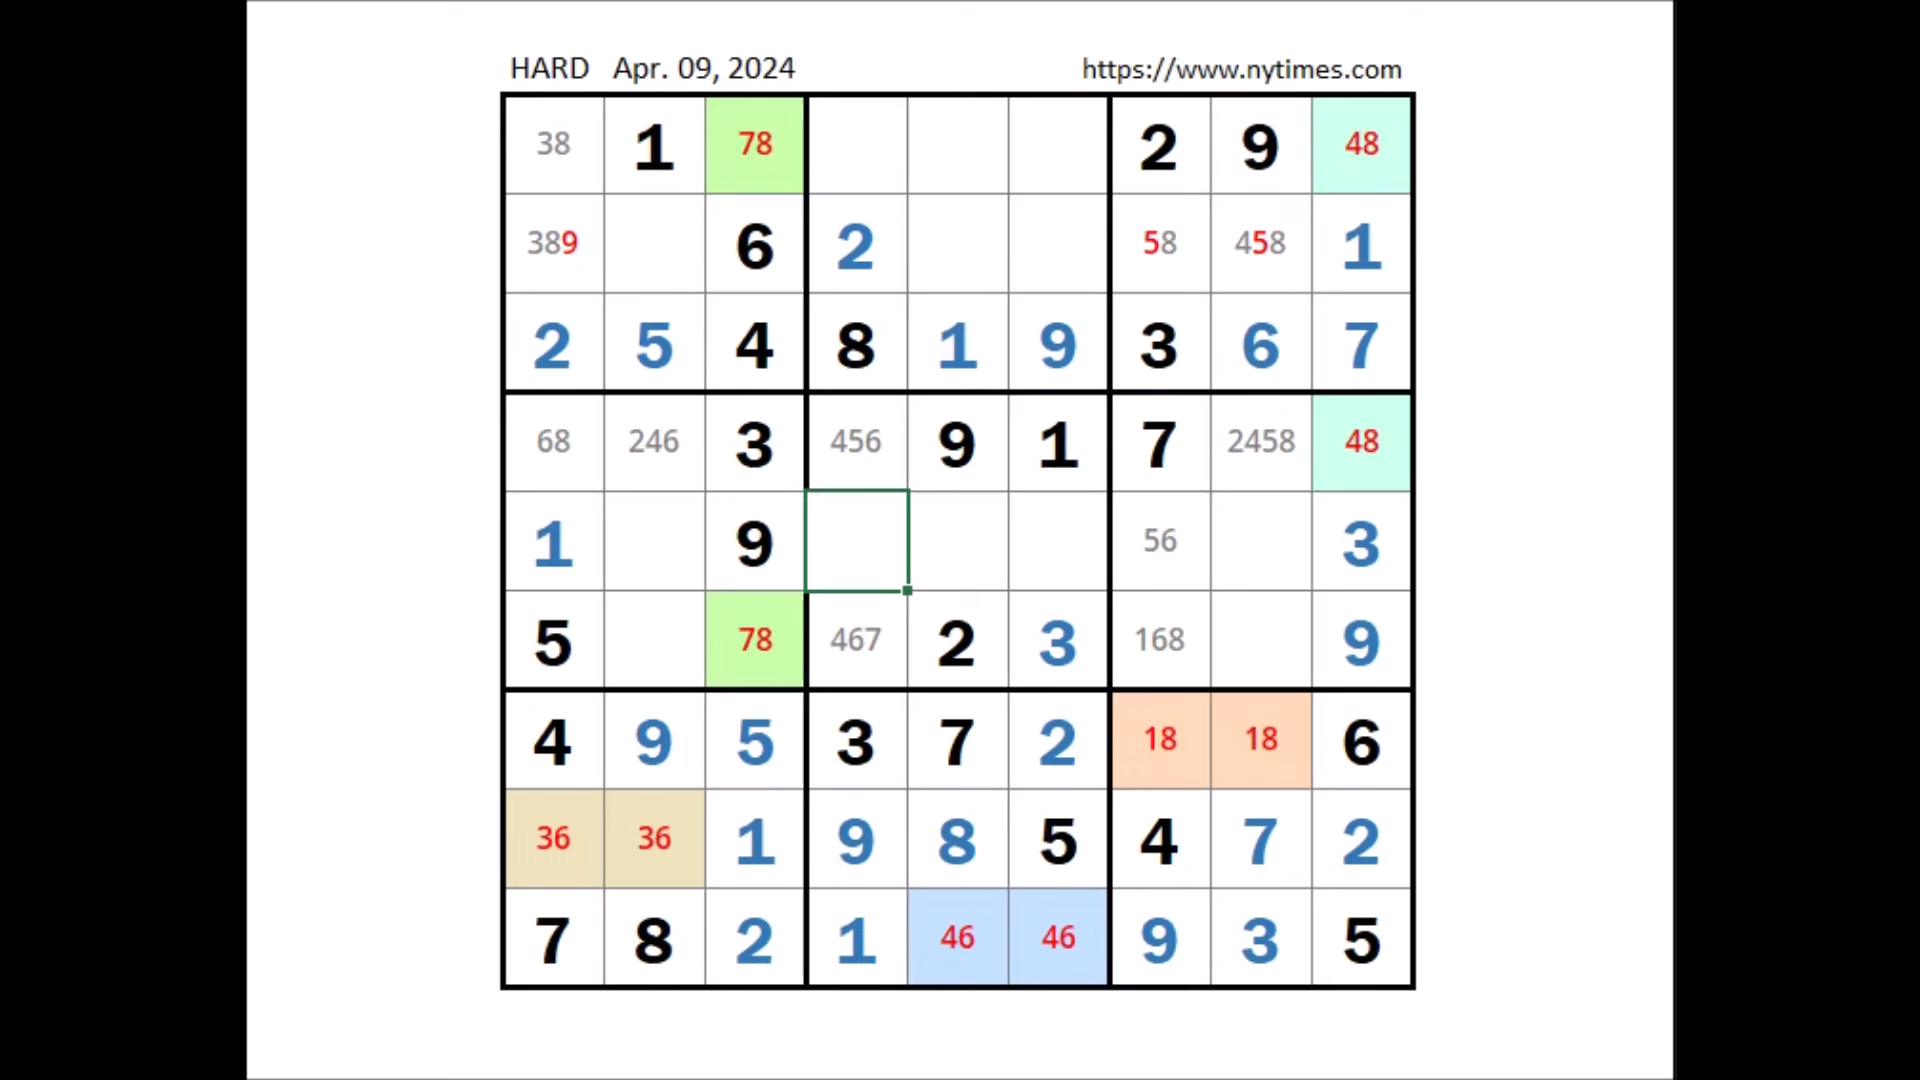 HARD Apr. 09, 2024 https://www.nytimes.com
38 1 78 2 9 48
389 6 2 58 458 1
2 5 4 8 1 9 3 6 7
68 246 3 456 9 1 7 2458 48
1 9 56 3
5 78 467 2 3 168 9
4 9 5 3 7 2 18 18 6
36 36 1 9 8 5 4 7 2
7 8 2 1 46 46 9 3 5